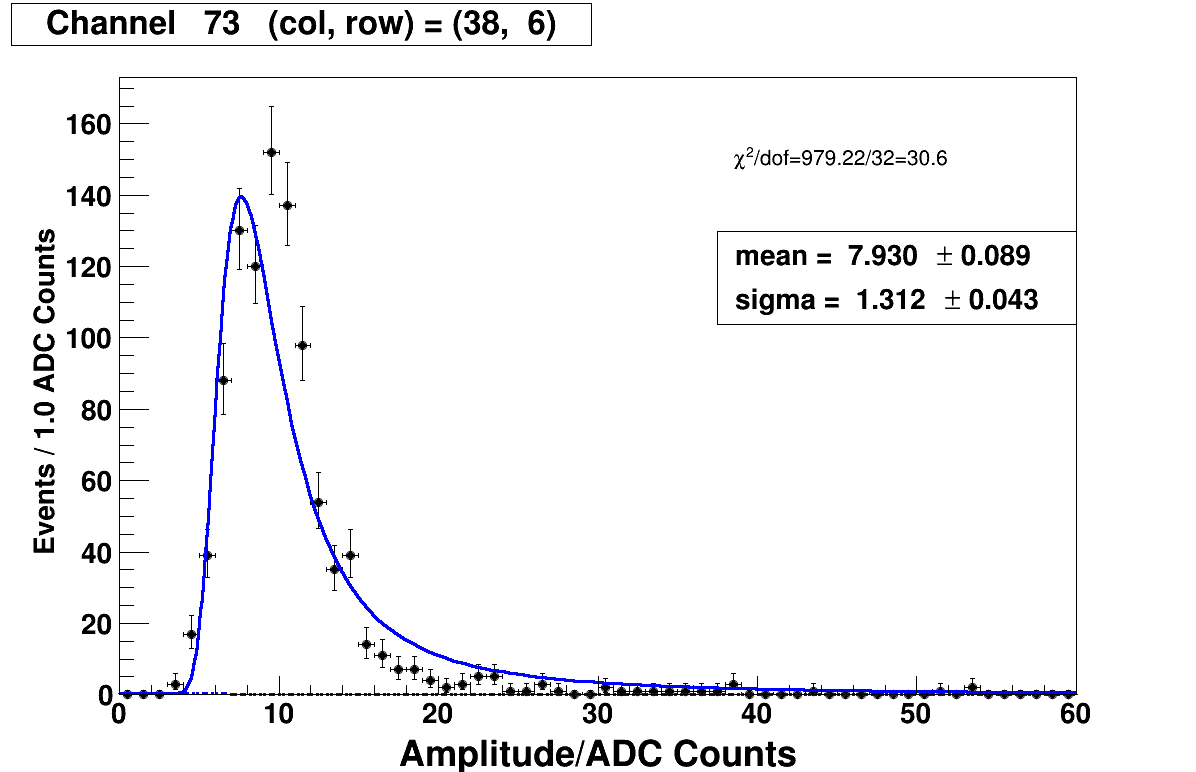 Channel 73 (col, row) = (38, 6)
χ²/dof=979.22/32=30.6
mean = 7.930 ± 0.089
sigma = 1.312 ± 0.043
Events / 1.0 ADC Counts
160
140
120
100
80
60
40
20
0
0 10 20 30 40 50 60
Amplitude/ADC Counts